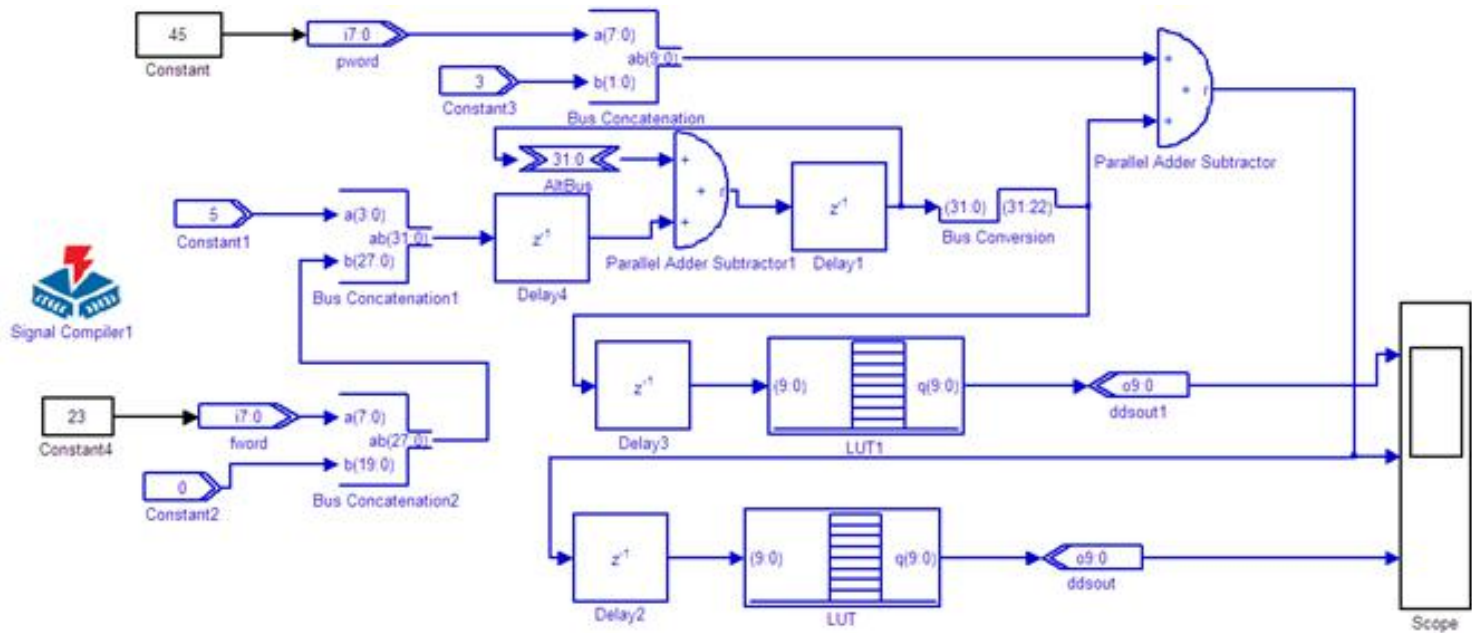 45
Constant
i7:0
pword
3
Constant3
a(7:0)
b(1:0)
ab(9:0)
Bus Concatenation
+
+
+
r
Parallel Adder Subtractor
31:0
AltBus
+
+
+
r
Parallel Adder Subtractor1
z-1
Delay1
(31:0)
(31:22)
Bus Conversion
5
Constant1
a(3:0)
b(27:0)
ab(31:0)
Bus Concatenation1
z-1
Delay4
Signal Compiler1
23
Constant4
i7:0
fword
0
Constant2
a(7:0)
b(19:0)
ab(27:0)
Bus Concatenation2
z-1
Delay3
(9:0)
q(9:0)
LUT1
o9:0
ddsout1
z-1
Delay2
(9:0)
q(9:0)
LUT
o9:0
ddsout
Scope